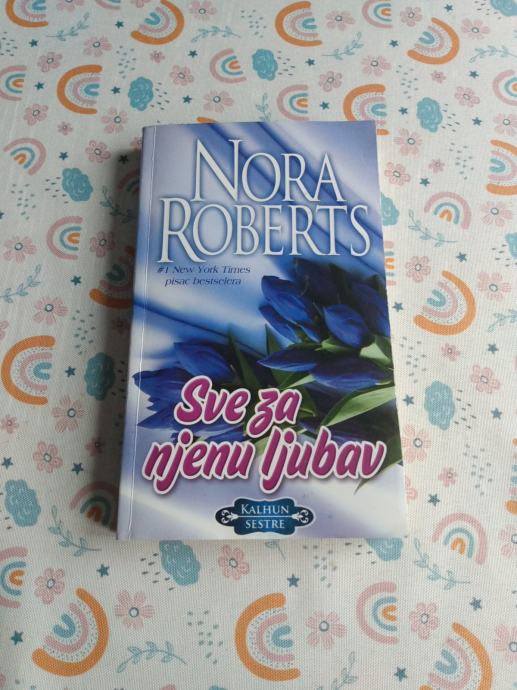 NORA
ROBERTS
#1 New York Times
pisac bestselera
Sve za
njenu ljubav
KALHUN
SESTRE